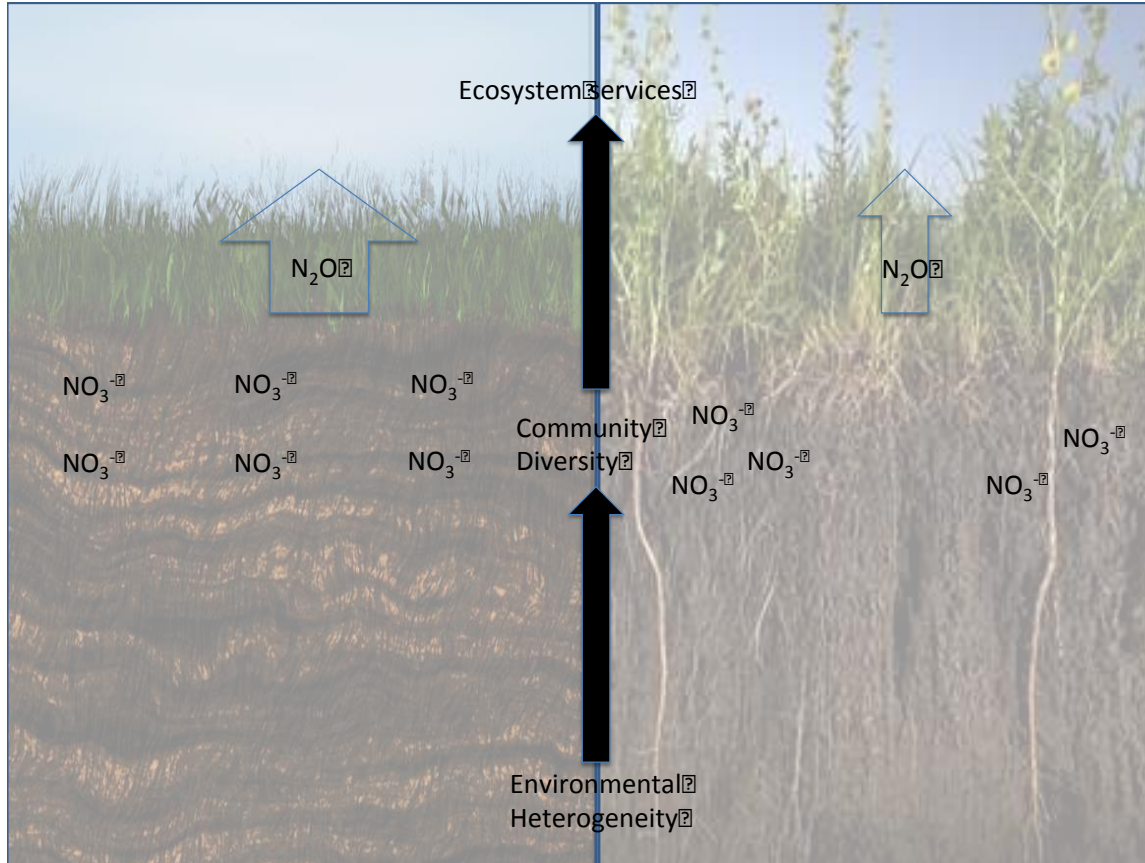 Ecosystem services
N₂O
N₂O
NO₃⁻
NO₃⁻
NO₃⁻
NO₃⁻
NO₃⁻
NO₃⁻
Community
Diversity
NO₃⁻
NO₃⁻
NO₃⁻
NO₃⁻
NO₃⁻
Environmental
Heterogeneity